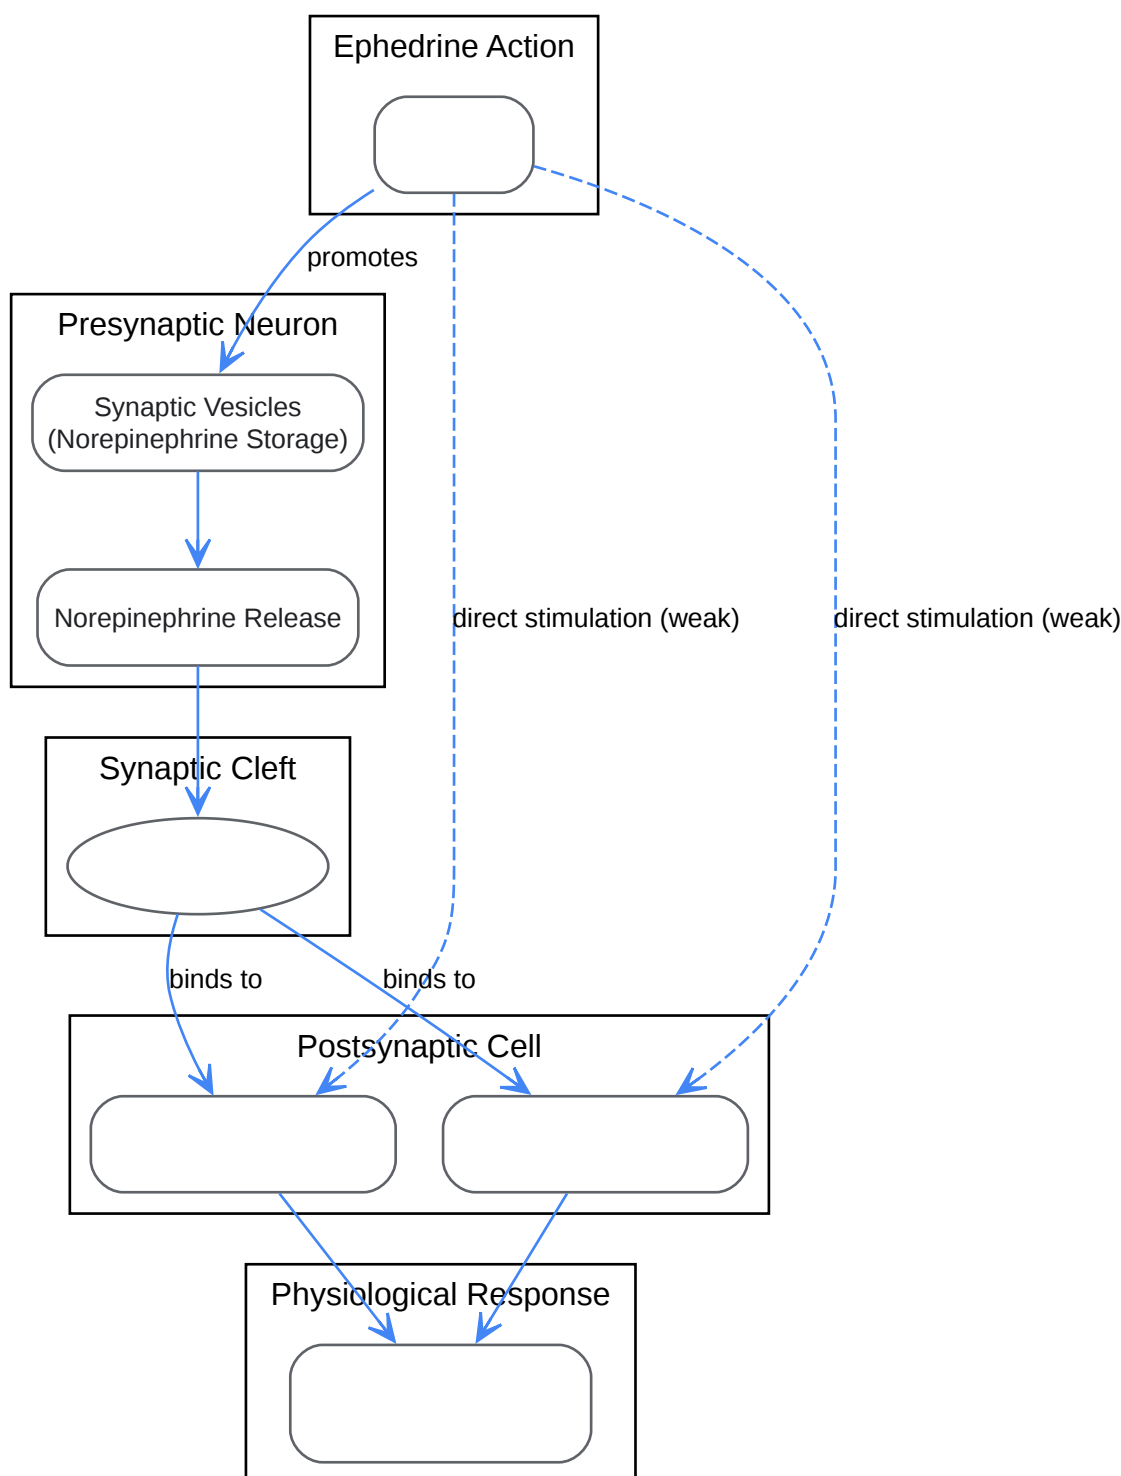 Ephedrine Action
promotes
Presynaptic Neuron
Synaptic Vesicles
(Norepinephrine Storage)
Norepinephrine Release
direct stimulation (weak)
direct stimulation (weak)
Synaptic Cleft
binds to
binds to
Postsynaptic Cell
Physiological Response